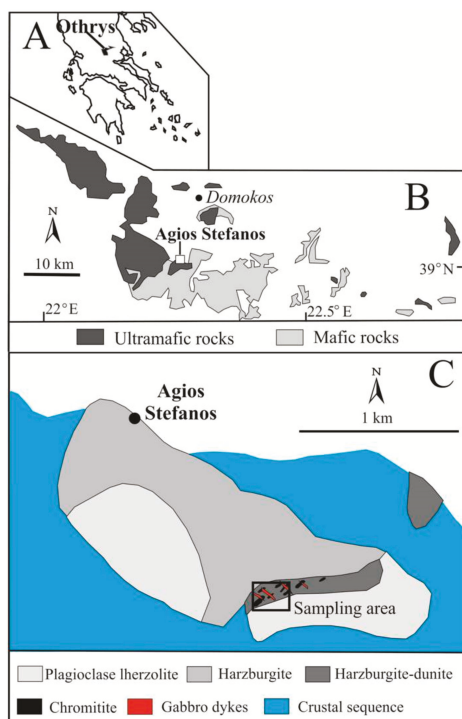 A
Othrys
B
Domokos
N
Agios Stefanos
10 km
39°N
22°E
22.5°E
Ultramafic rocks
Mafic rocks
C
N
Agios
Stefanos
1 km
Sampling area
Plagioclase lherzolite
Harzburgite
Harzburgite-dunite
Chromitite
Gabbro dykes
Crustal sequence